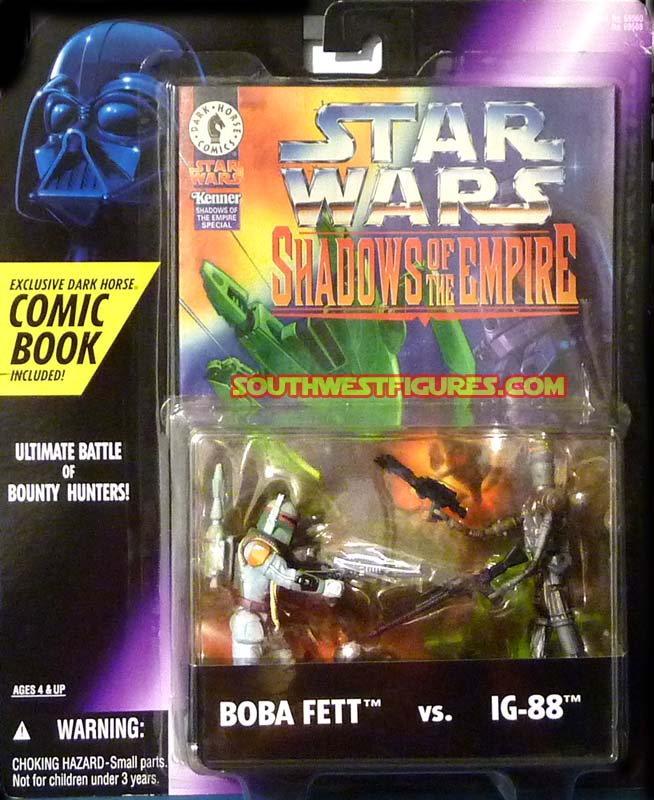 No. 69560
DARK HORSE COMICS
STAR WARS
Kenner
SHADOWS OF
THE EMPIRE
SPECIAL
STAR
WARS
SHADOWS OF THE EMPIRE
EXCLUSIVE DARK HORSE®
COMIC
BOOK
INCLUDED!
SOUTHWESTFIGURES.COM
ULTIMATE BATTLE
OF
BOUNTY HUNTERS!
AGES 4 & UP
BOBA FETT™ vs. IG-88™
WARNING:
CHOKING HAZARD-Small parts.
Not for children under 3 years.